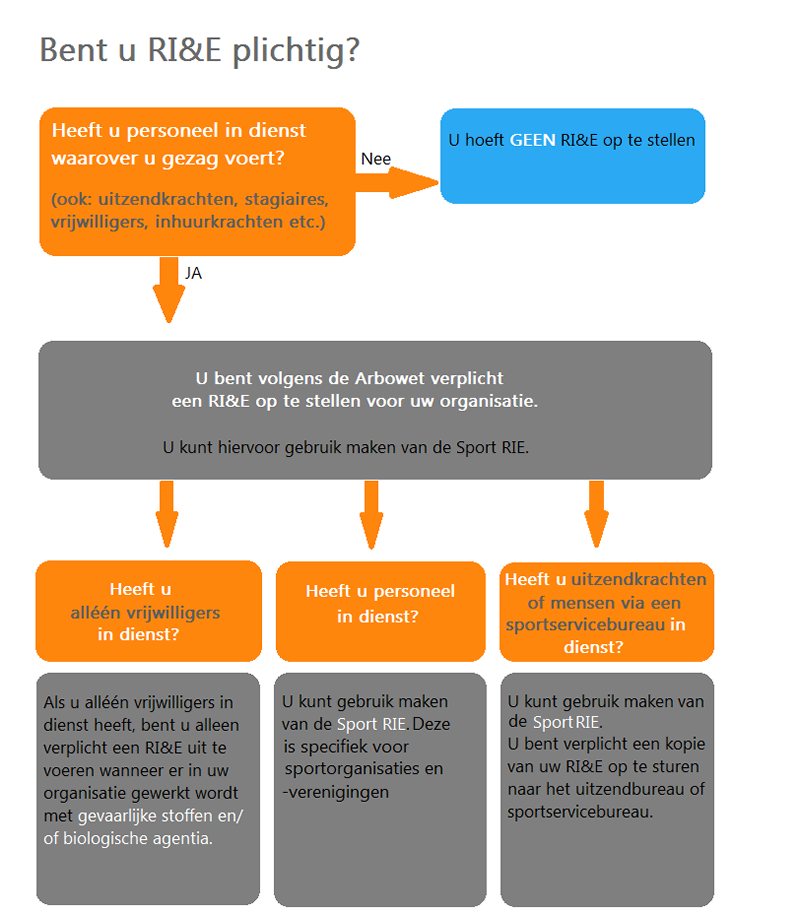 Bent u RI&E plichtig?
Heeft u personeel in dienst
waarover u gezag voert?
(ook: uitzendkrachten, stagiaires,
vrijwilligers, inhuurkrachten etc.)
Nee
U hoeft GEEN RI&E op te stellen
JA
U bent volgens de Arbowet verplicht
een RI&E op te stellen voor uw organisatie.
U kunt hiervoor gebruik maken van de Sport RIE.
Heeft u
alléén vrijwilligers
in dienst?
Als u alléén vrijwilligers in
dienst heeft, bent u alleen
verplicht een RI&E uit te
voeren wanneer er in uw
organisatie gewerkt wordt
met gevaarlijke stoffen en/
of biologische agentia.
Heeft u personeel
in dienst?
U kunt gebruik maken
van de Sport RIE. Deze
is specifiek voor
sportorganisaties en
-verenigingen
Heeft u uitzendkrachten
of mensen via een
sportservicebureau in
dienst?
U kunt gebruik maken van
de Sport RIE.
U bent verplicht een kopie
van uw RI&E op te sturen
naar het uitzendbureau of
sportservicebureau.